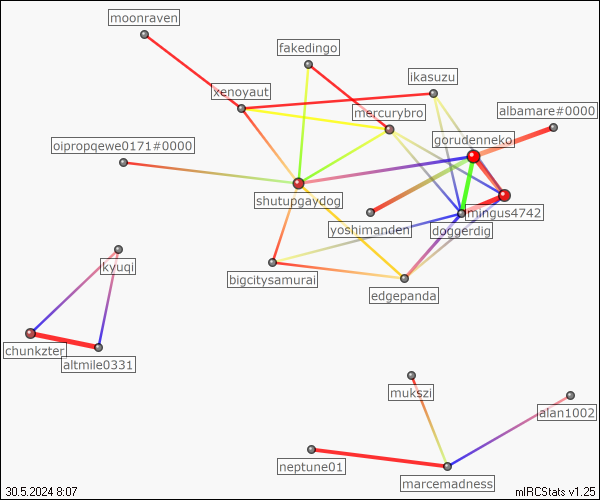 moonraven
fakedingo
ikasuzu
xenoyaut
albamare#0000
mercurybro
gorudenneko
oipropqewe0171#0000
shutupgaydog
mingus4742
yoshimanden
doggerdig
kyuqi
bigcitysamurai
edgepanda
chunkzter
altmile0331
mukszi
alan1002
neptune01
marcemadness
30.5.2024 8:07
mIRCStats v1.25